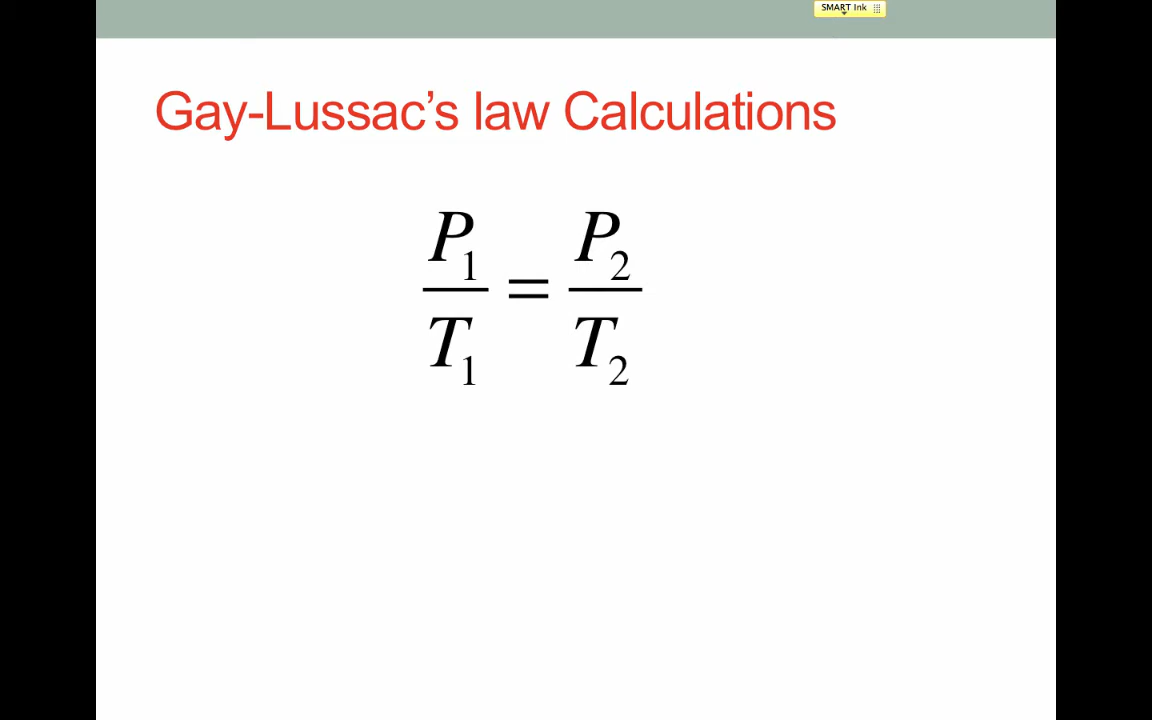 SMART Ink
Gay-Lussac’s law Calculations
P₁/T₁ = P₂/T₂